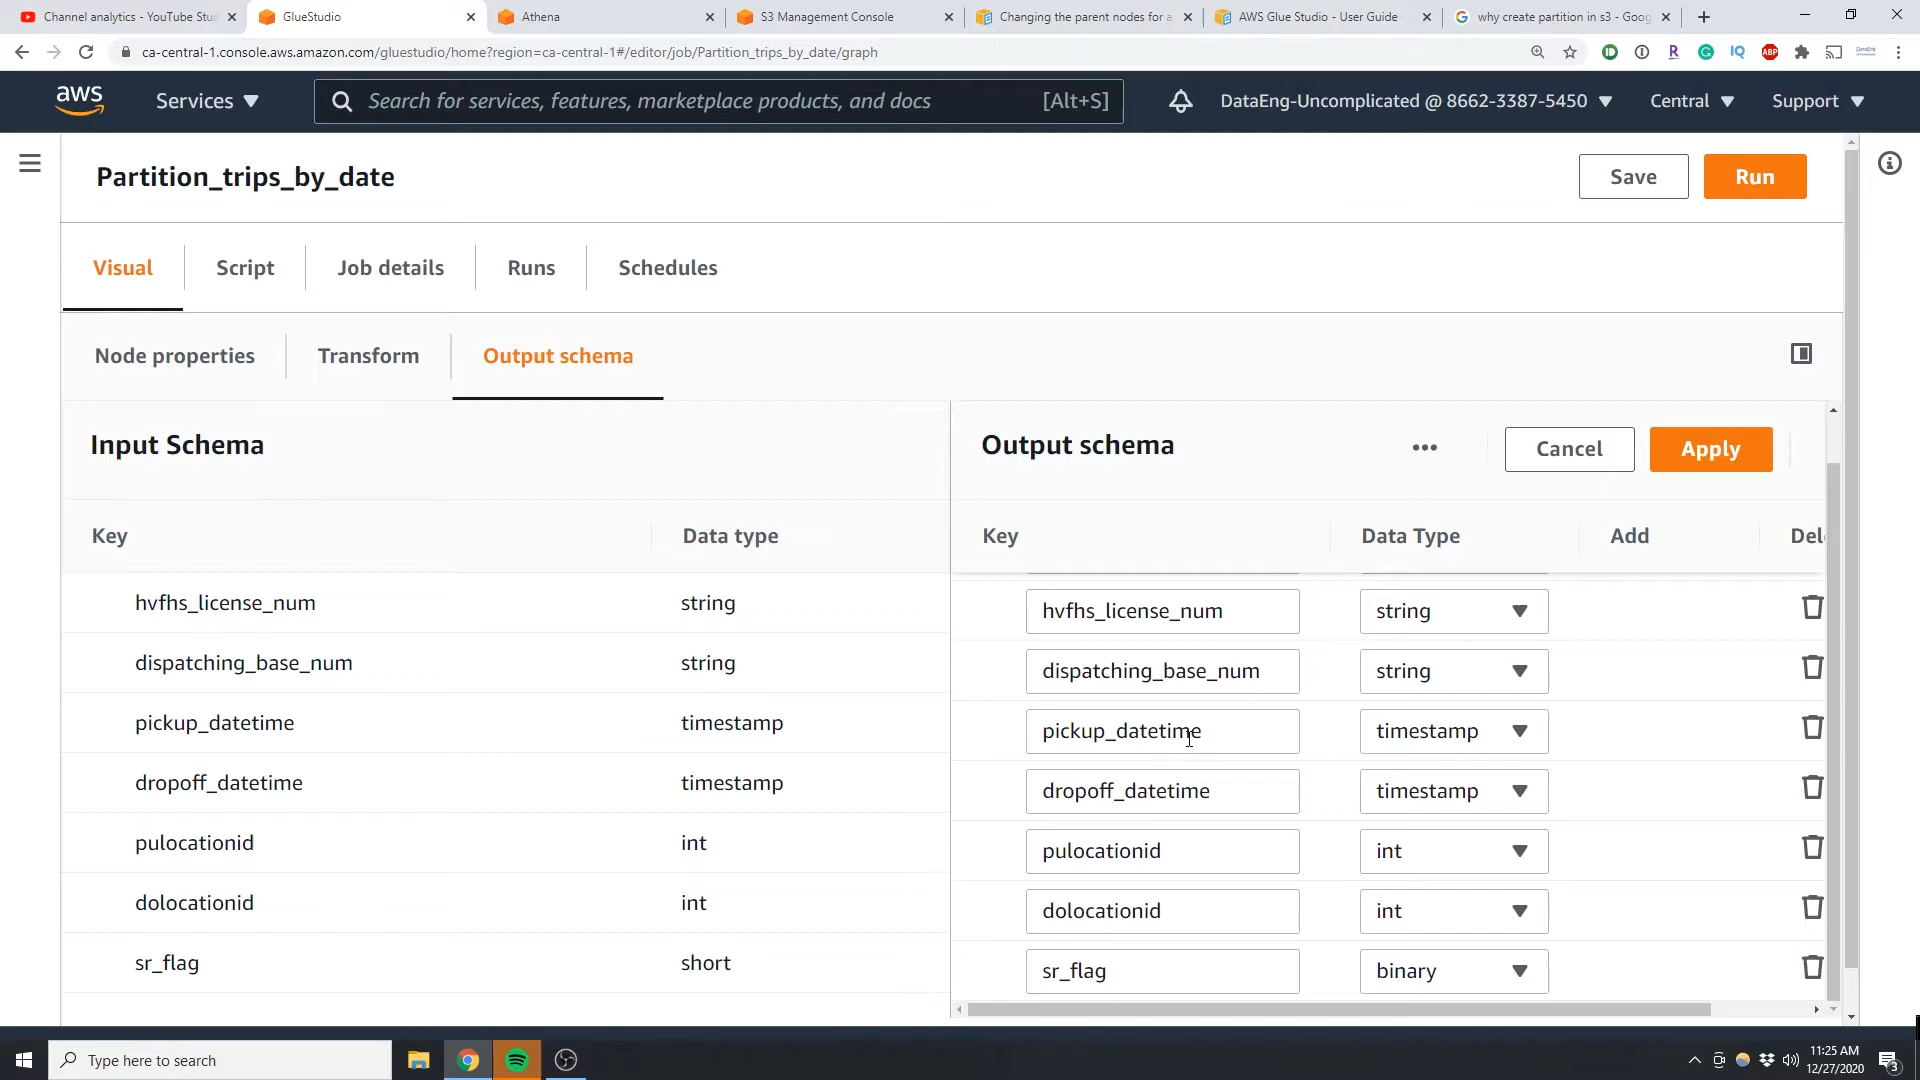 Channel analytics - YouTube Stu
GlueStudio
Athena
S3 Management Console
Changing the parent nodes for a
AWS Glue Studio - User Guide
why create partition in s3 - Goog
ca-central-1.console.aws.amazon.com/gluestudio/home?region=ca-central-1#/editor/job/Partition_trips_by_date/graph
aws
Services
Search for services, features, marketplace products, and docs
[Alt+S]
DataEng-Uncomplicated @ 8662-3387-5450
Central
Support
Partition_trips_by_date
Save
Run
Visual
Script
Job details
Runs
Schedules
Node properties
Transform
Output schema
Input Schema
Key
Data type
hvfhs_license_num
string
dispatching_base_num
string
pickup_datetime
timestamp
dropoff_datetime
timestamp
pulocationid
int
dolocationid
int
sr_flag
short
Output schema
Cancel
Apply
Key
Data Type
Add
Del
hvfhs_license_num
string
dispatching_base_num
string
pickup_datetime
timestamp
dropoff_datetime
timestamp
pulocationid
int
dolocationid
int
sr_flag
binary
Type here to search
11:25 AM
12/27/2020
3